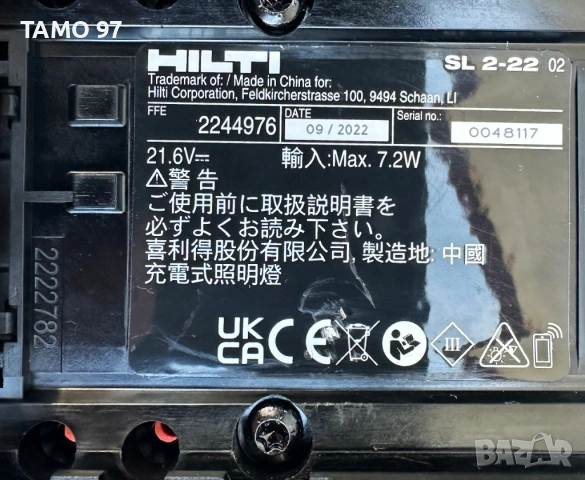 TAMO 97
HILTI
SL 2-22 02
Trademark of: / Made in China for:
Hilti Corporation, Feldkircherstrasse 100, 9494 Schaan, LI
FFE
2244976
DATE
09 / 2022
Serial no.:
0048117
21.6V⎓
輸入:Max. 7.2W
⚠警告
ご使用前に取扱説明書を
必ずよくお読み下さい。
喜利得股份有限公司, 製造地: 中國
充電式照明燈
2222782
UK
CA CE
III
BAZAR